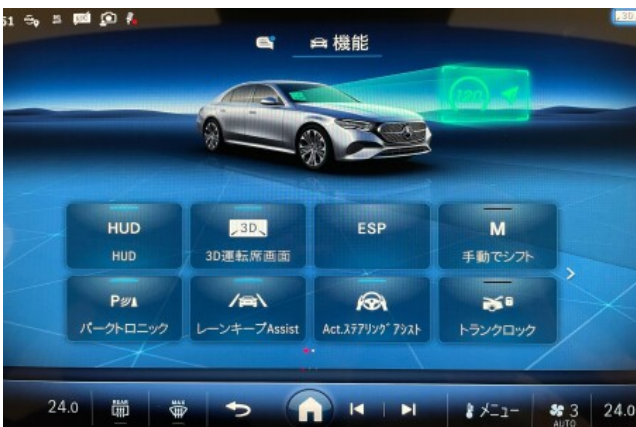 51
3D
機能
120
HUD
HUD
3D
3D運転席画面
ESP
M
手動でシフト
P
パークトロニック
レーンキープAssist
Act.ステアリングアシスト
トランクロック
24.0
REAR
MAX
メニュー
3
AUTO
24.0